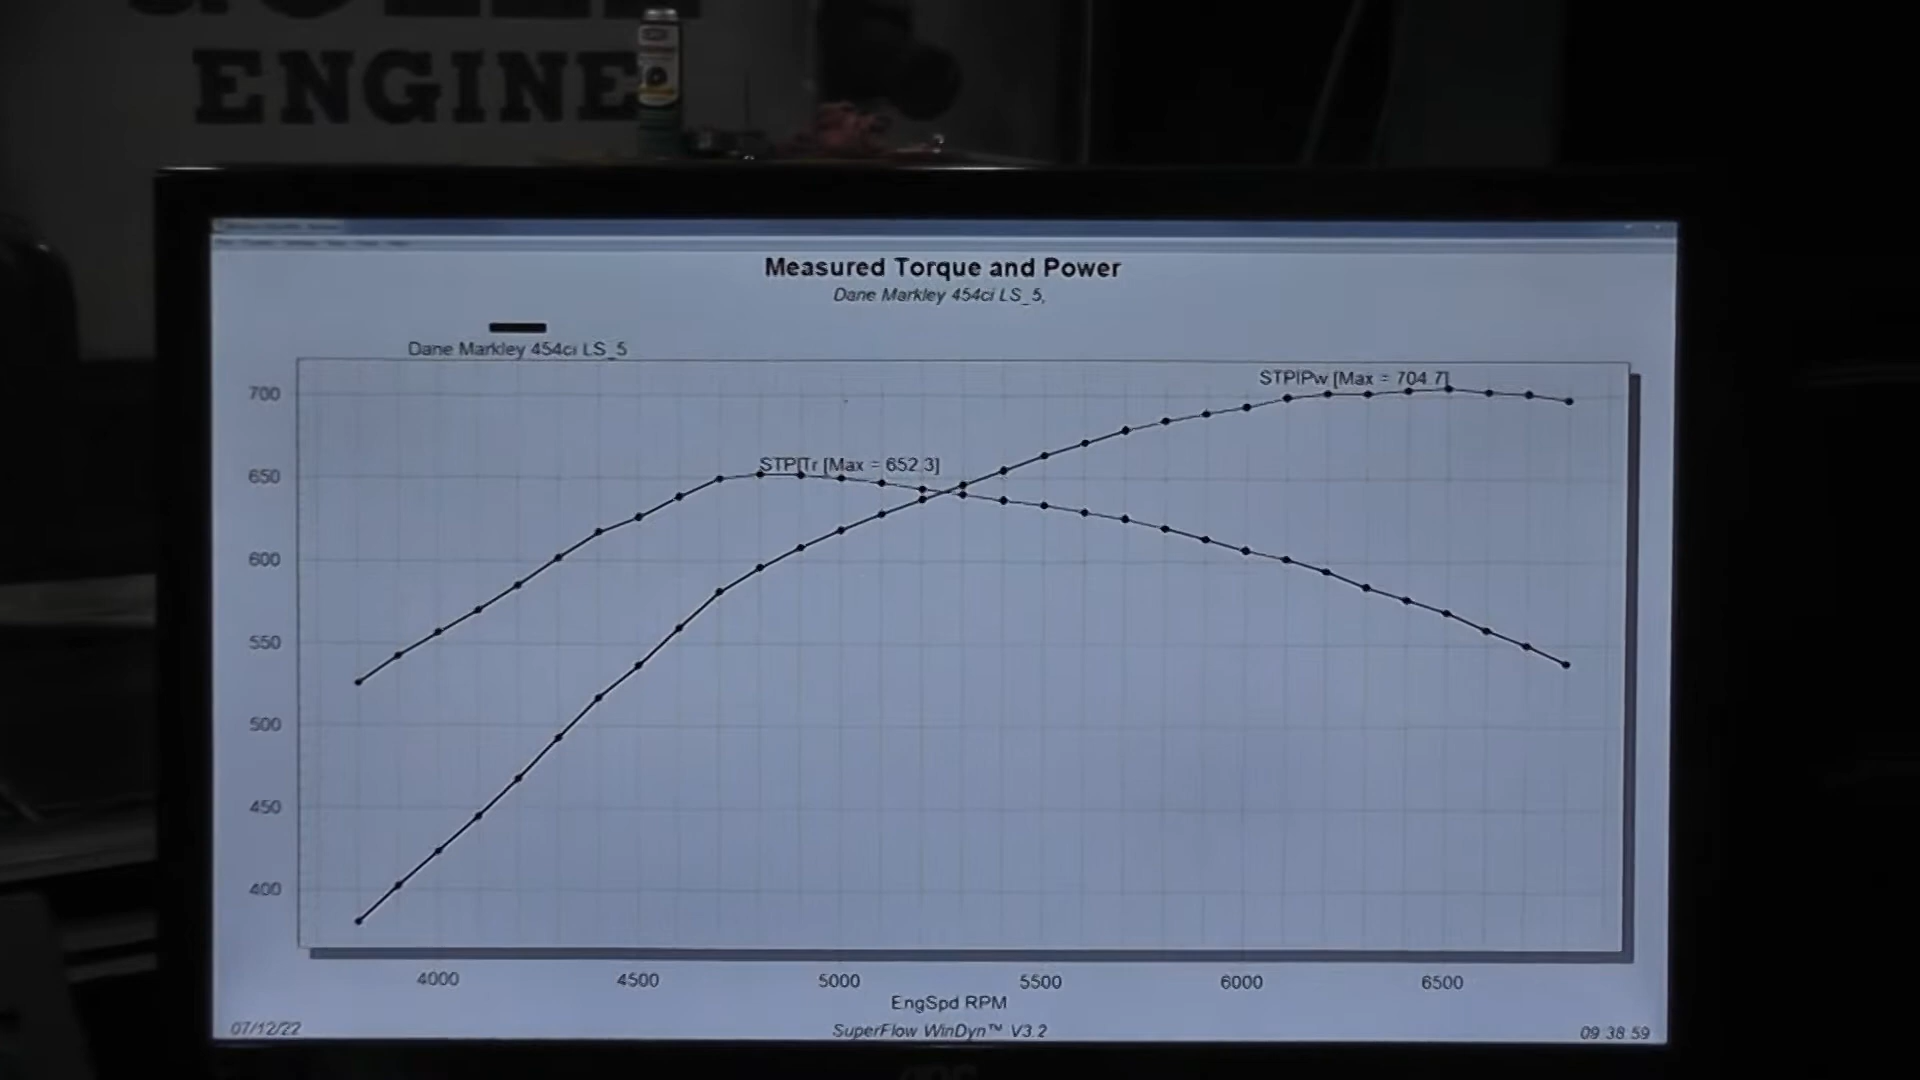 ENGINE
Measured Torque and Power
Dane Markley 454ci LS_5,
Dane Markley 454ci LS_5
STPIPw [Max = 704.7]
STPITr [Max = 652.3]
700
650
600
550
500
450
400
4000 4500 5000 5500 6000 6500
EngSpd RPM
07/12/22 SuperFlow WinDyn™ V3.2 09:38:59